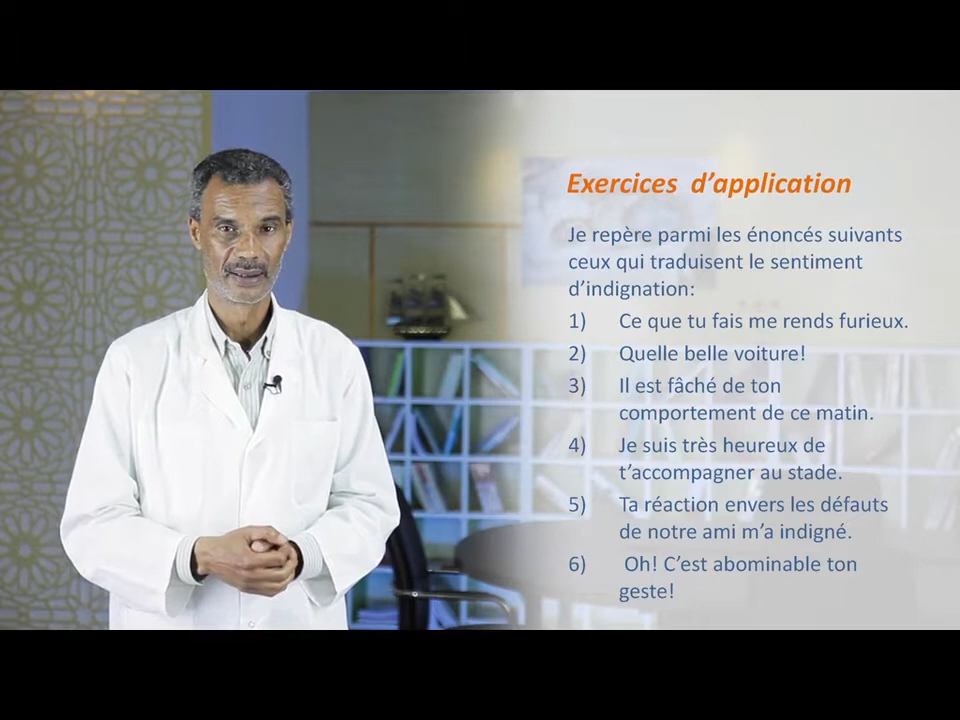 Exercices d’application
Je repère parmi les énoncés suivants
ceux qui traduisent le sentiment
d’indignation:
1) Ce que tu fais me rends furieux.
2) Quelle belle voiture!
3) Il est fâché de ton
comportement de ce matin.
4) Je suis très heureux de
t’accompagner au stade.
5) Ta réaction envers les défauts
de notre ami m’a indigné.
6) Oh! C’est abominable ton
geste!